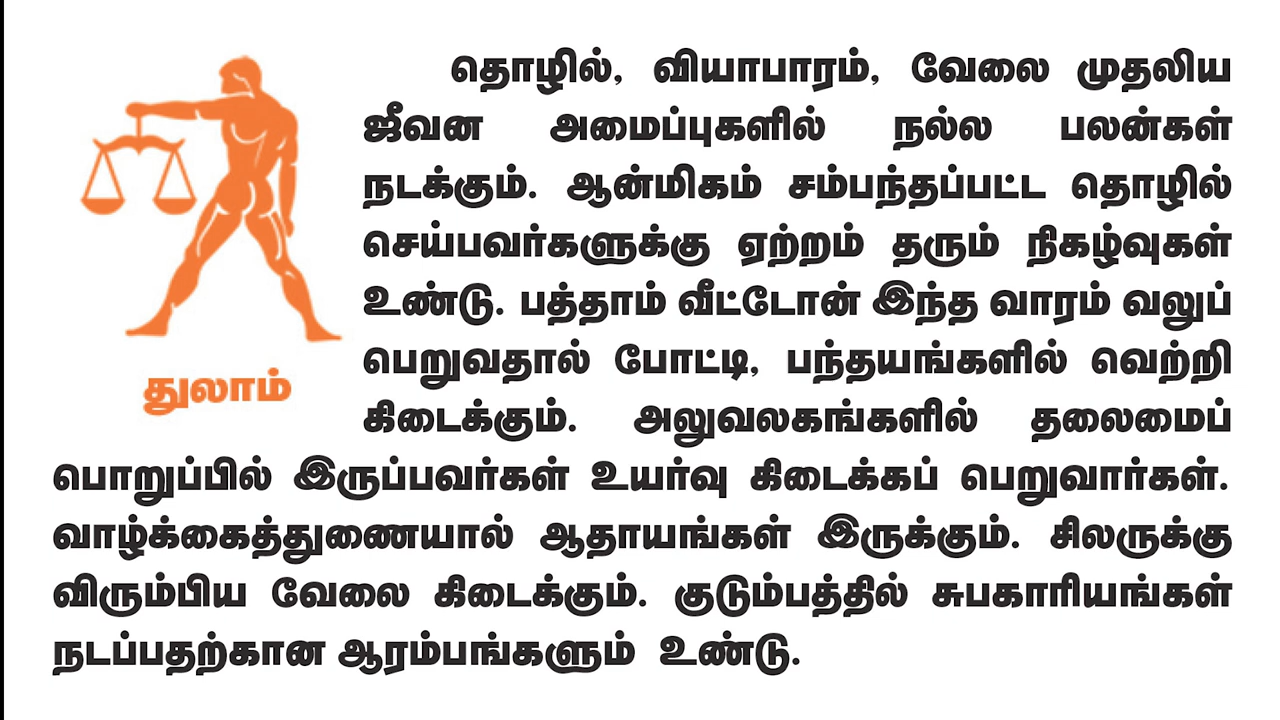 தொழில், வியாபாரம், வேலை முதலிய
ஜீவன அமைப்புகளில் நல்ல பலன்கள்
நடக்கும். ஆன்மிகம் சம்பந்தப்பட்ட தொழில்
செய்பவர்களுக்கு ஏற்றம் தரும் நிகழ்வுகள்
உண்டு. பத்தாம் வீட்டோன் இந்த வாரம் வலுப்
பெறுவதால் போட்டி, பந்தயங்களில் வெற்றி
கிடைக்கும். அலுவலகங்களில் தலைமைப்
பொறுப்பில் இருப்பவர்கள் உயர்வு கிடைக்கப் பெறுவார்கள்.
வாழ்க்கைத்துணையால் ஆதாயங்கள் இருக்கும். சிலருக்கு
விரும்பிய வேலை கிடைக்கும். குடும்பத்தில் சுபகாரியங்கள்
நடப்பதற்கான ஆரம்பங்களும் உண்டு.
துலாம்